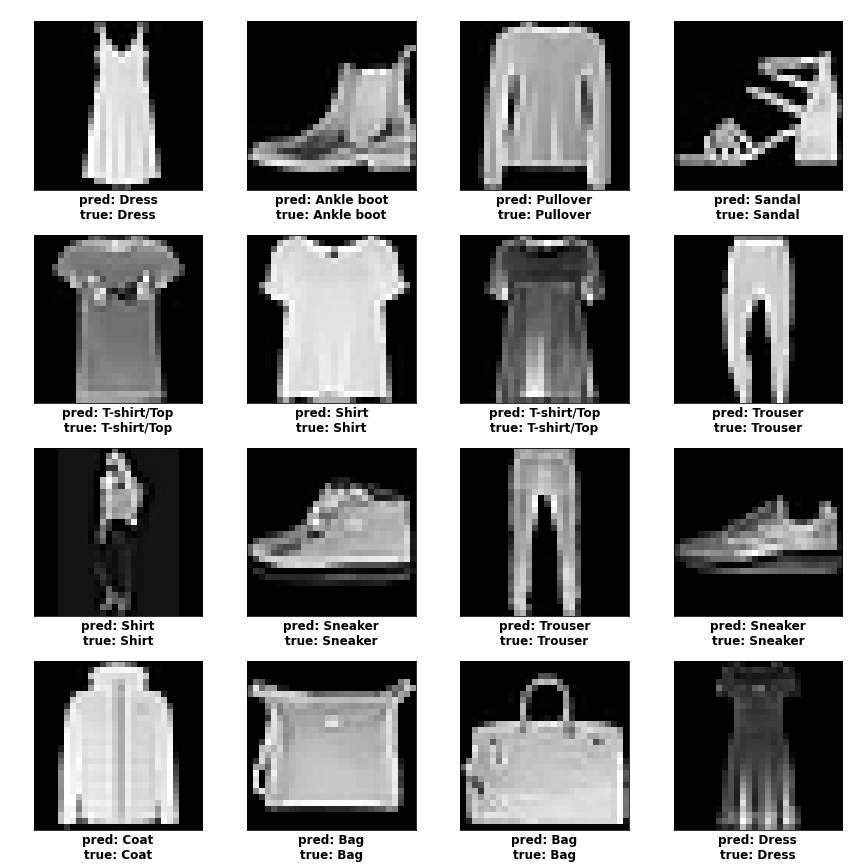 pred: Dress
true: Dress
pred: Ankle boot
true: Ankle boot
pred: Pullover
true: Pullover
pred: Sandal
true: Sandal
pred: T-shirt/Top
true: T-shirt/Top
pred: Shirt
true: Shirt
pred: T-shirt/Top
true: T-shirt/Top
pred: Trouser
true: Trouser
pred: Shirt
true: Shirt
pred: Sneaker
true: Sneaker
pred: Trouser
true: Trouser
pred: Sneaker
true: Sneaker
pred: Coat
true: Coat
pred: Bag
true: Bag
pred: Bag
true: Bag
pred: Dress
true: Dress